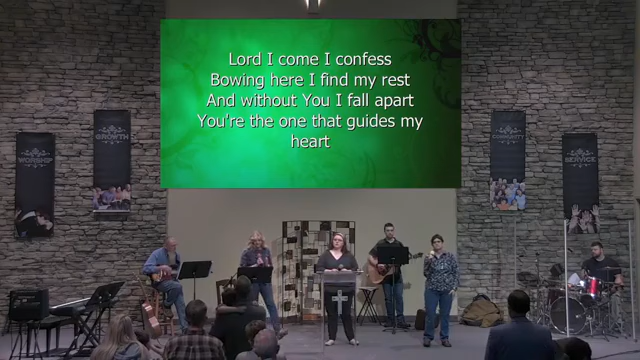 Lord I come I confess
Bowing here I find my rest
And without You I fall apart
You're the one that guides my
heart
WORSHIP
GROWTH
COMMUNITY
SERVICE